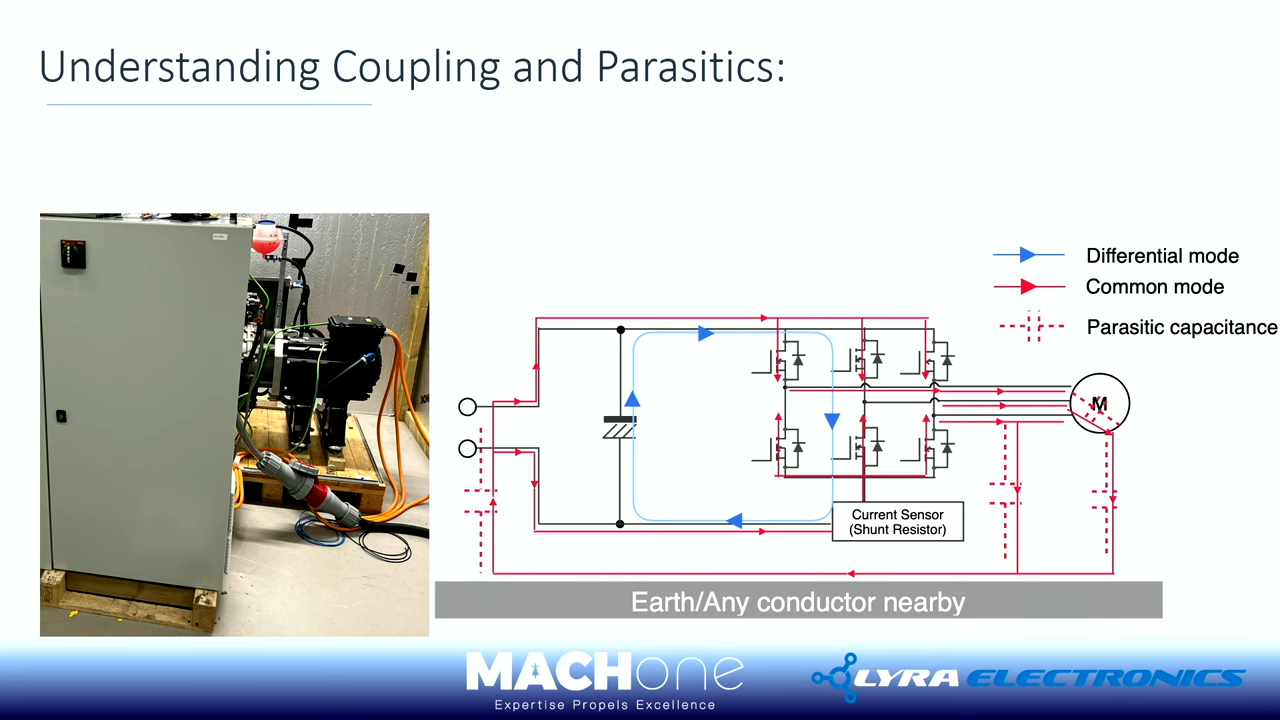 Understanding Coupling and Parasitics:
Differential mode
Common mode
Parasitic capacitance
M
Current Sensor
(Shunt Resistor)
Earth/Any conductor nearby
MACHone
Expertise Propels Excellence
LYRA ELECTRONICS